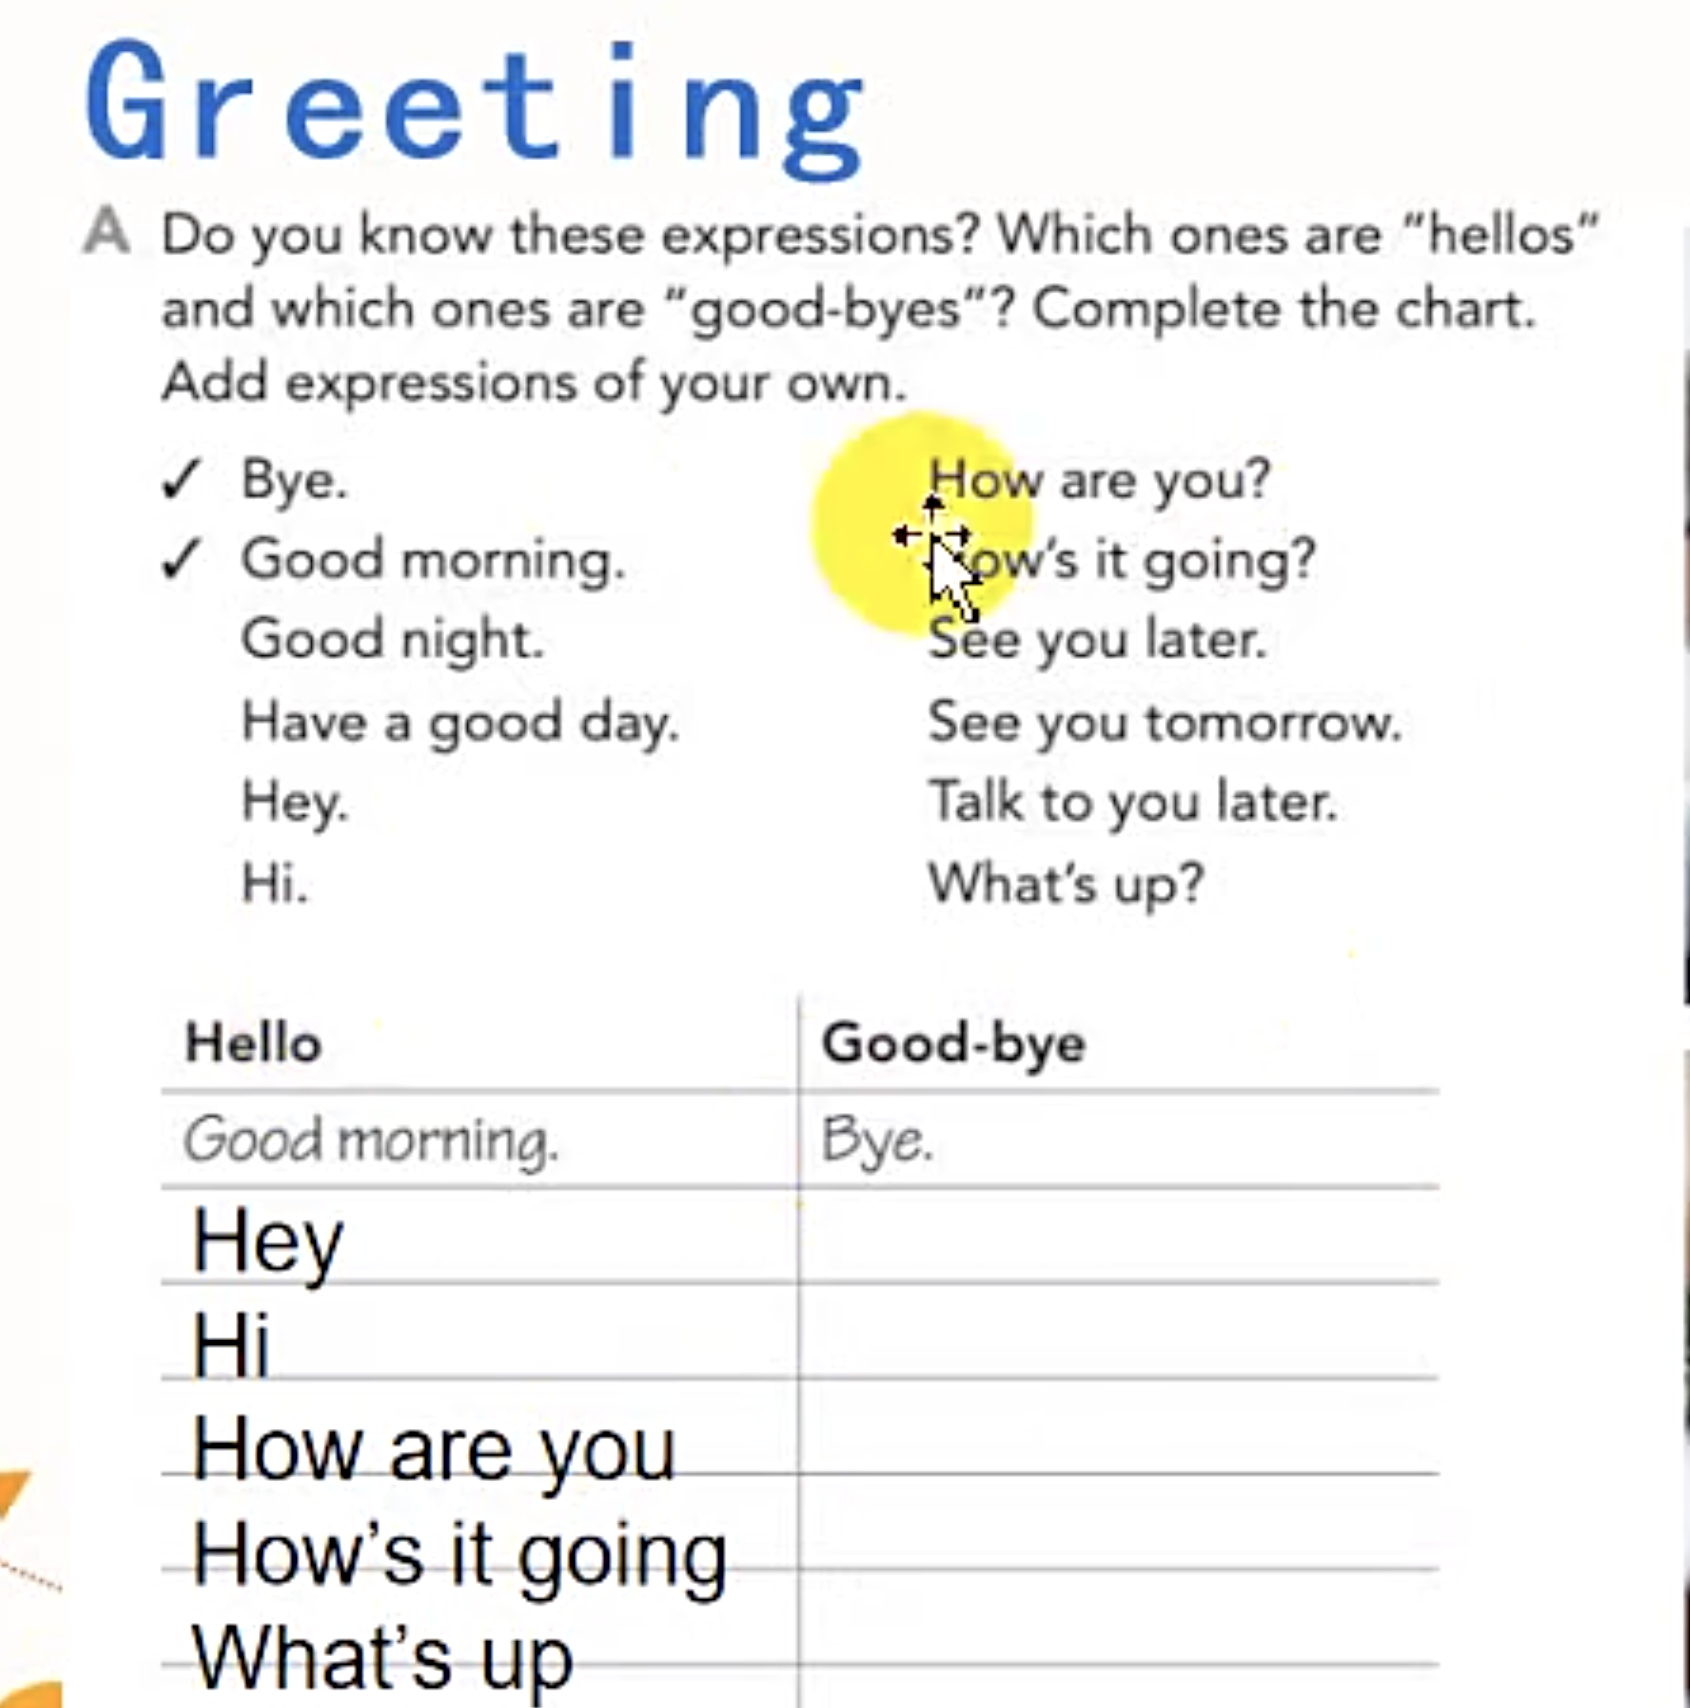 Greeting
A Do you know these expressions? Which ones are "hellos"
and which ones are "good-byes"? Complete the chart.
Add expressions of your own.
✓ Bye.
✓ Good morning.
Good night.
Have a good day.
Hey.
Hi.
How are you?
it going?
See you later.
See you tomorrow.
Talk to you later.
What's up?
Hello Good-bye
Good morning. Bye.
Hey
Hi
How are you
How's it going
What's up